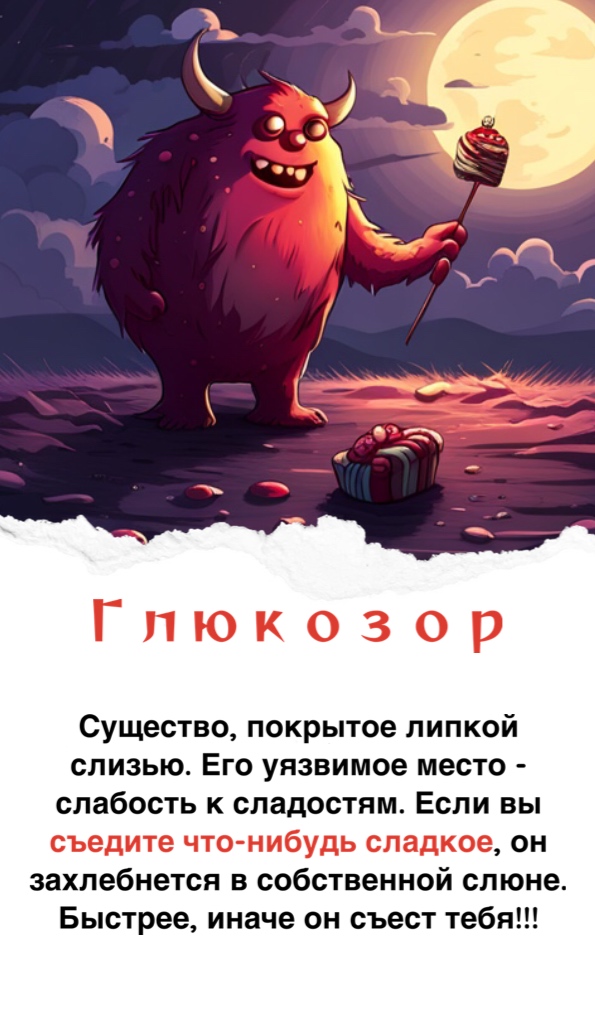 Глюкозор
Существо, покрытое липкой
слизью. Его уязвимое место -
слабость к сладостям. Если вы
съедите что-нибудь сладкое, он
захлебнется в собственной слюне.
Быстрее, иначе он съест тебя!!!